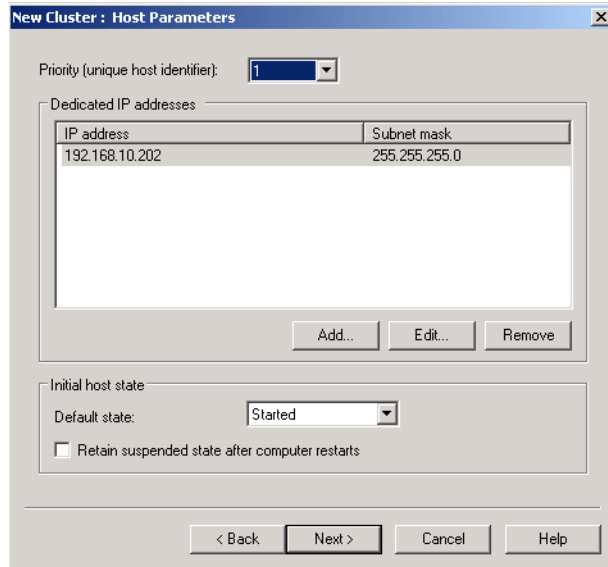 New Cluster : Host Parameters
Priority (unique host identifier): 1
Dedicated IP addresses
IP address Subnet mask
192.168.10.202 255.255.255.0
Add... Edit... Remove
Initial host state
Default state: Started
Retain suspended state after computer restarts
< Back Next > Cancel Help